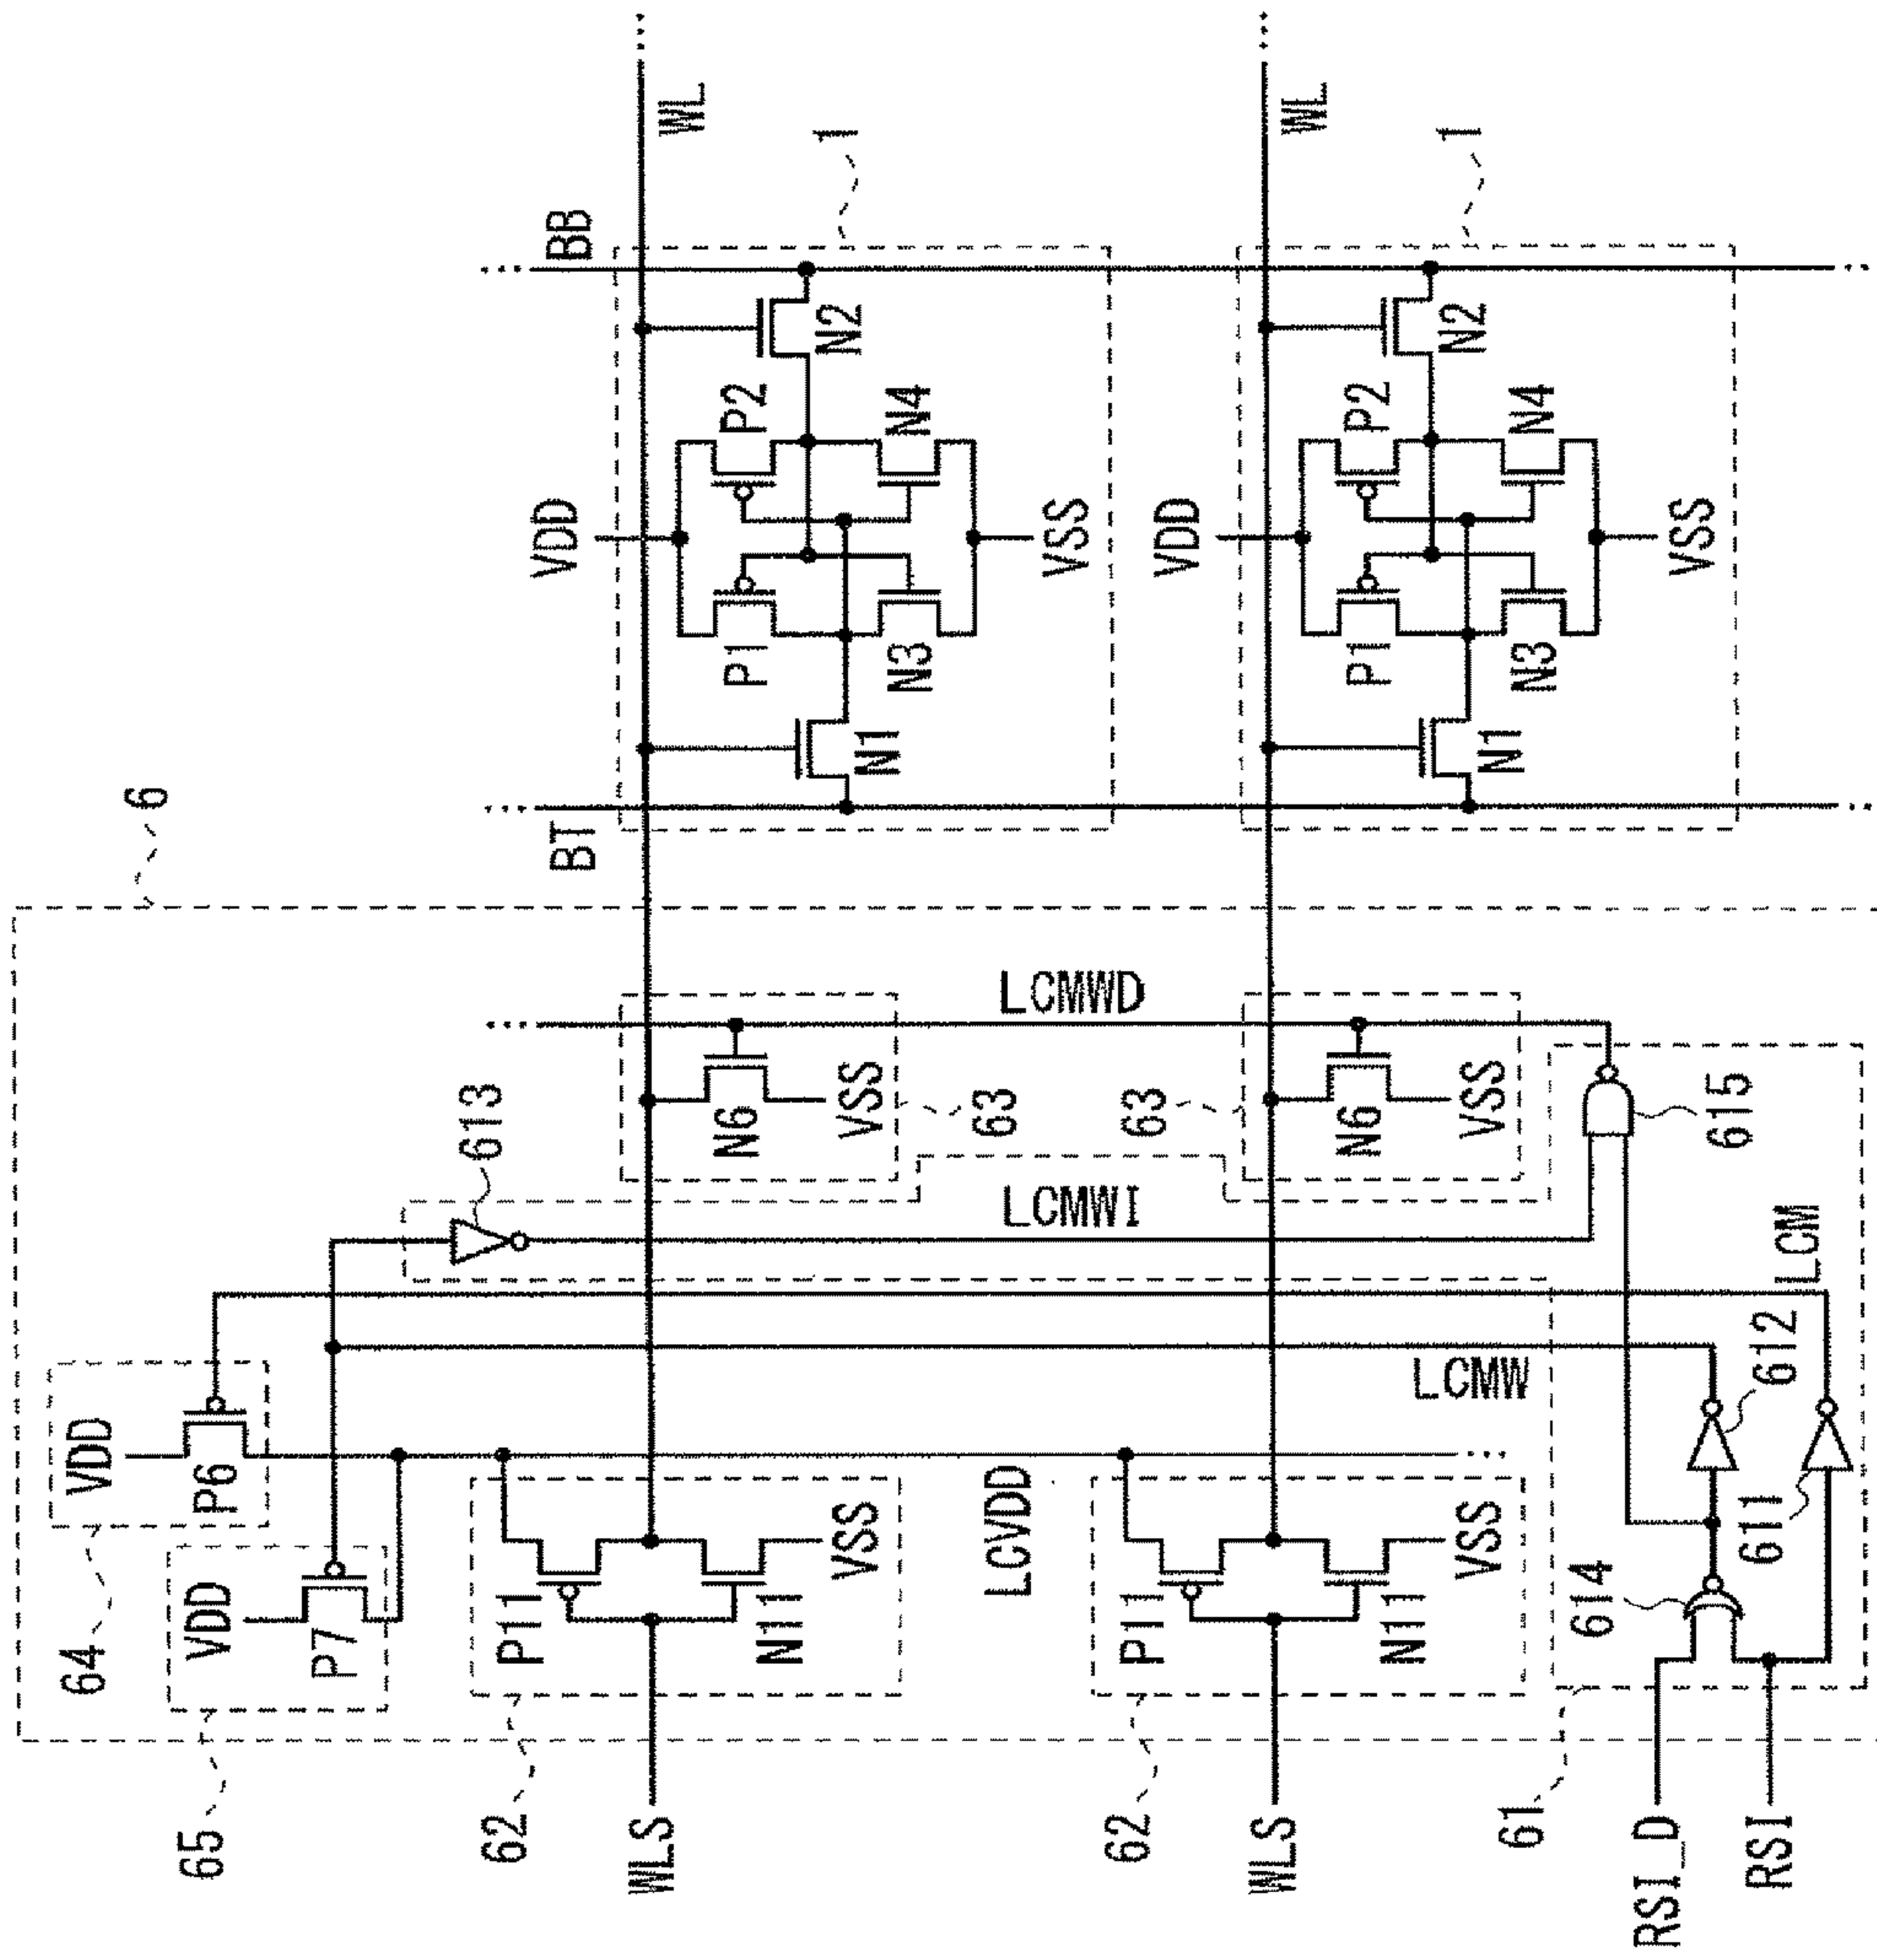 6
BT
BB
WL
VDD
P1
P2
N1
N2
N3
N4
VSS
1
WL
VDD
P1
P2
N1
N2
N3
N4
VSS
1
64
VDD
P6
65
VDD
P7
613
LCMWD
N6
VSS
63
63
N6
VSS
LCMWI
615
LCM
LCMW
612
611
614
LCVDD
P11
N11
VSS
62
WLS
P11
N11
VSS
62
WLS
61
RSI_D
RSI